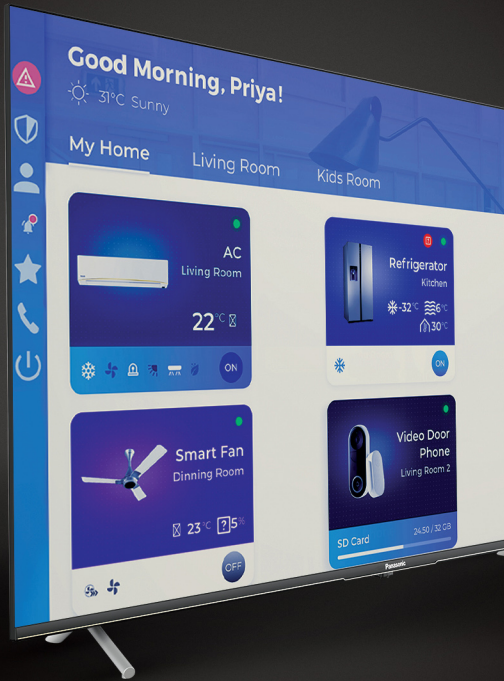 Good Morning, Priya!
31°C Sunny
My Home
Living Room
Kids Room
AC
Living Room
22°C
ON
Refrigerator
Kitchen
-32°C
6°C
30°C
ON
Smart Fan
Dinning Room
23°C
?
5%
OFF
Video Door
Phone
Living Room 2
SD Card
24,50 / 32 GB
Panasonic